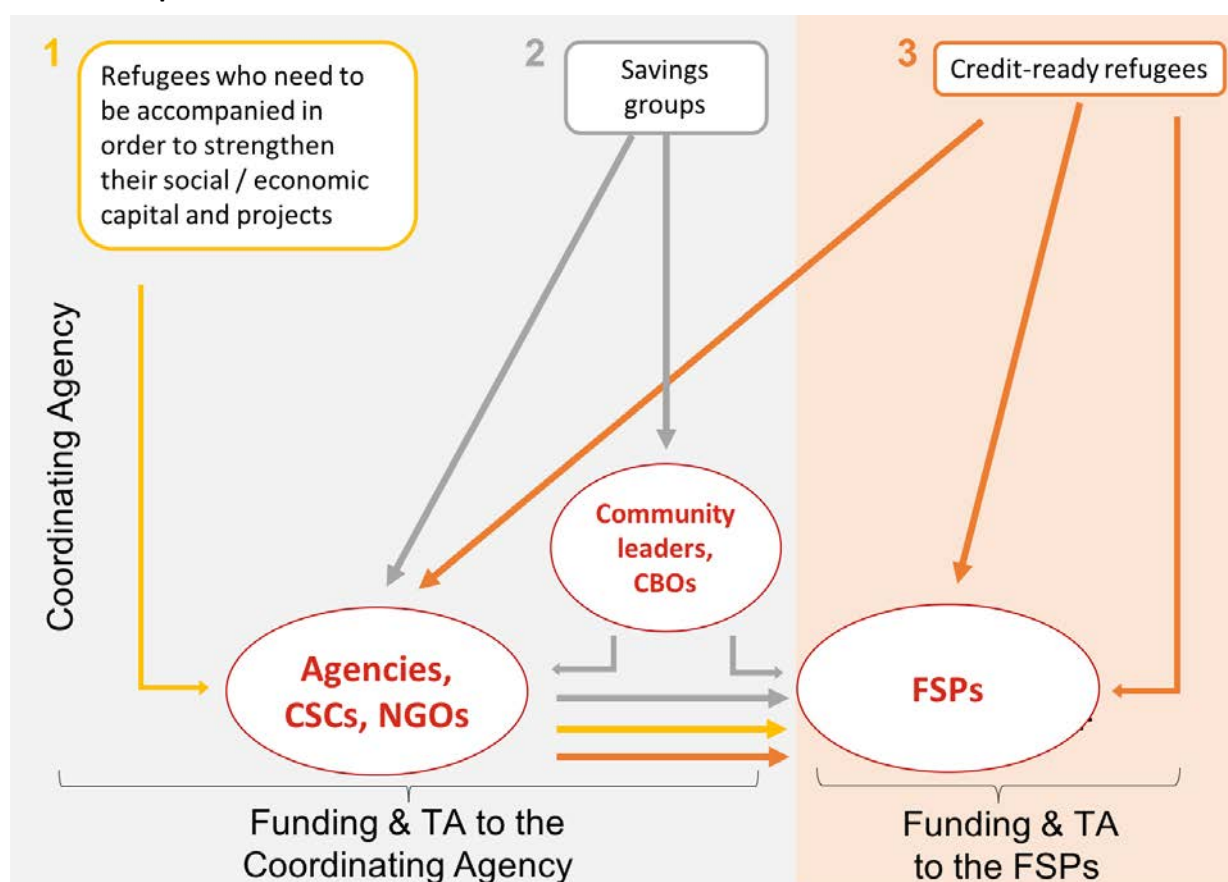 1
Refugees who need to
be accompanied in
order to strengthen
their social / economic
capital and projects
2
Savings
groups
3
Credit-ready refugees
Coordinating Agency
Community
leaders,
CBOs
Agencies,
CSCs, NGOs
FSPs
Funding & TA to the
Coordinating Agency
Funding & TA
to the FSPs